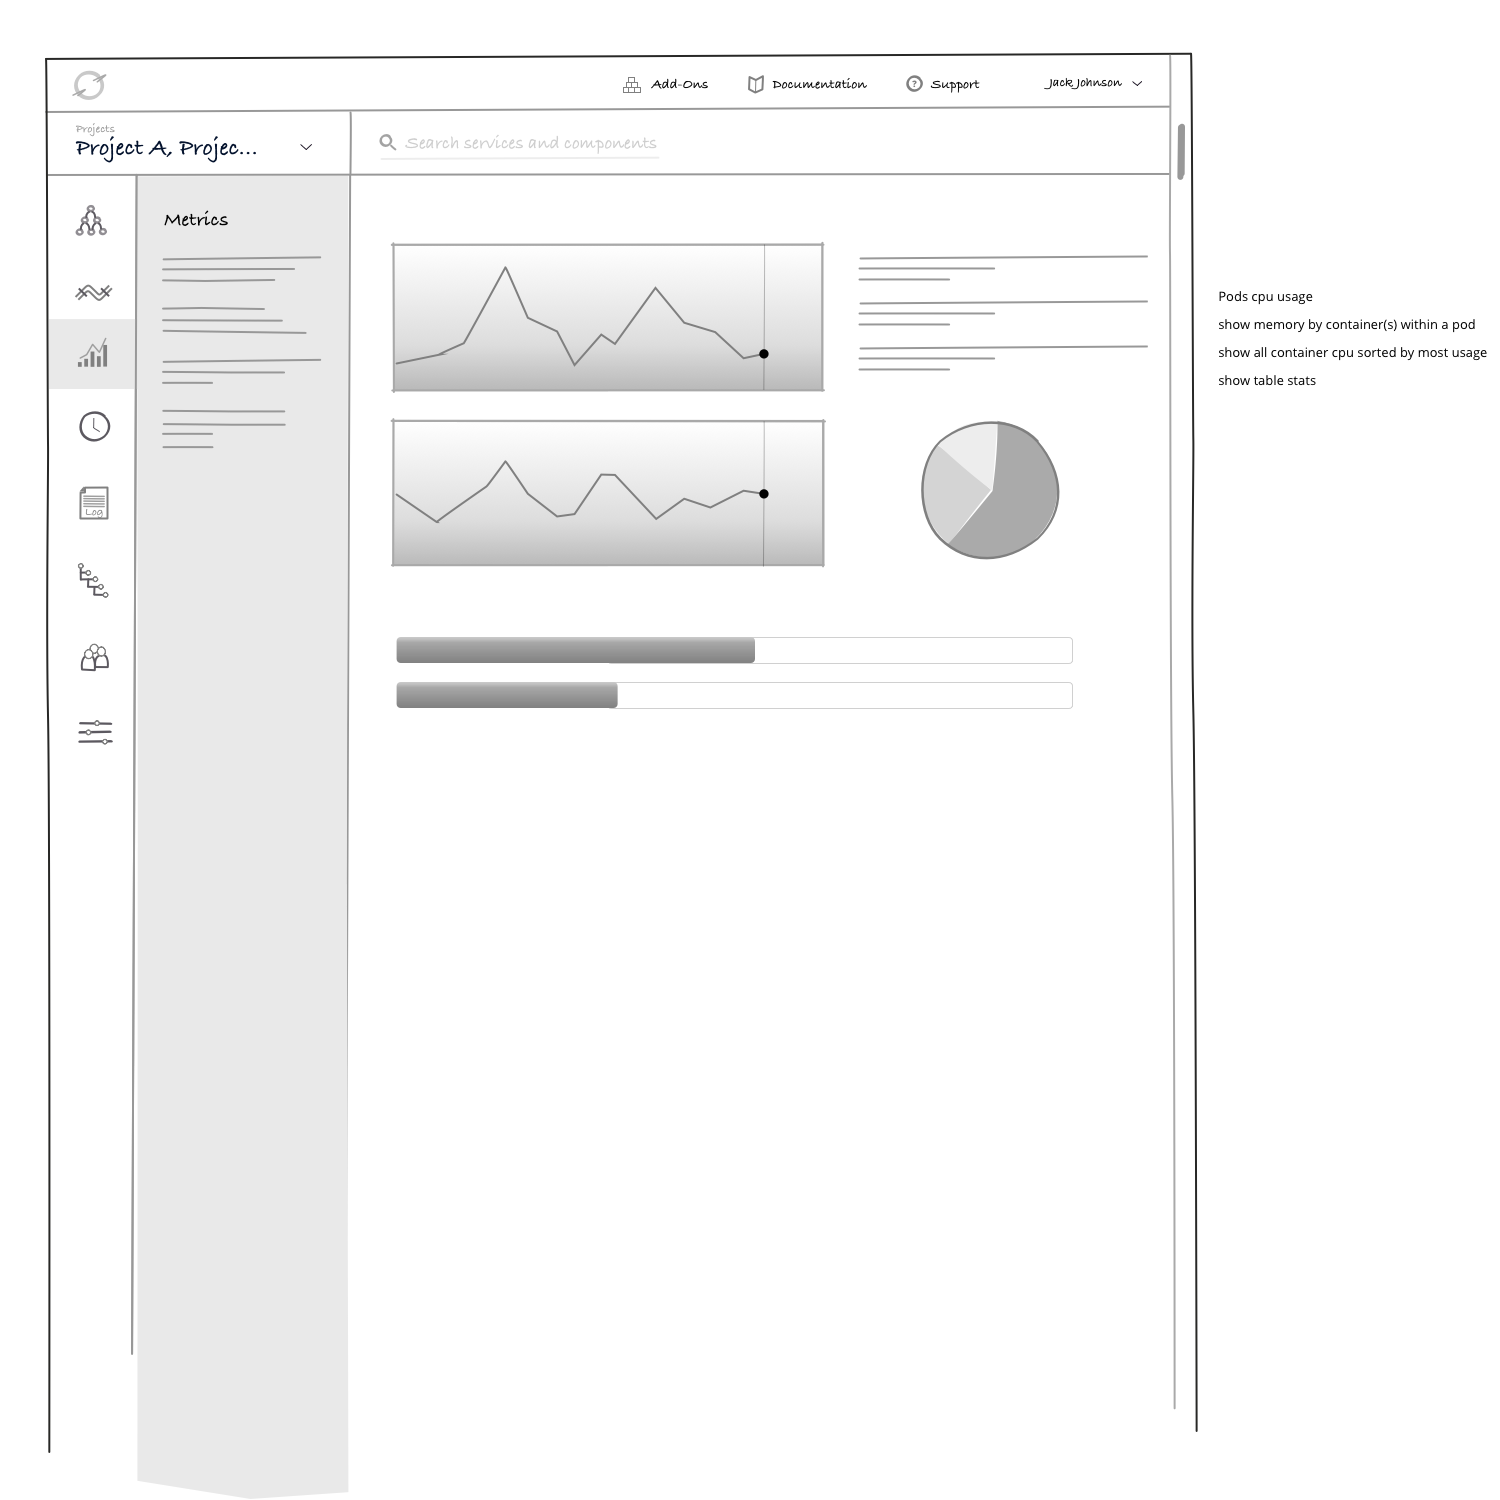 Add-Ons
Documentation
? Support
Jack Johnson
Projects
Project A, Projec...
Search services and components
Metrics
Log
Pods cpu usage
show memory by container(s) within a pod
show all container cpu sorted by most usage
show table stats